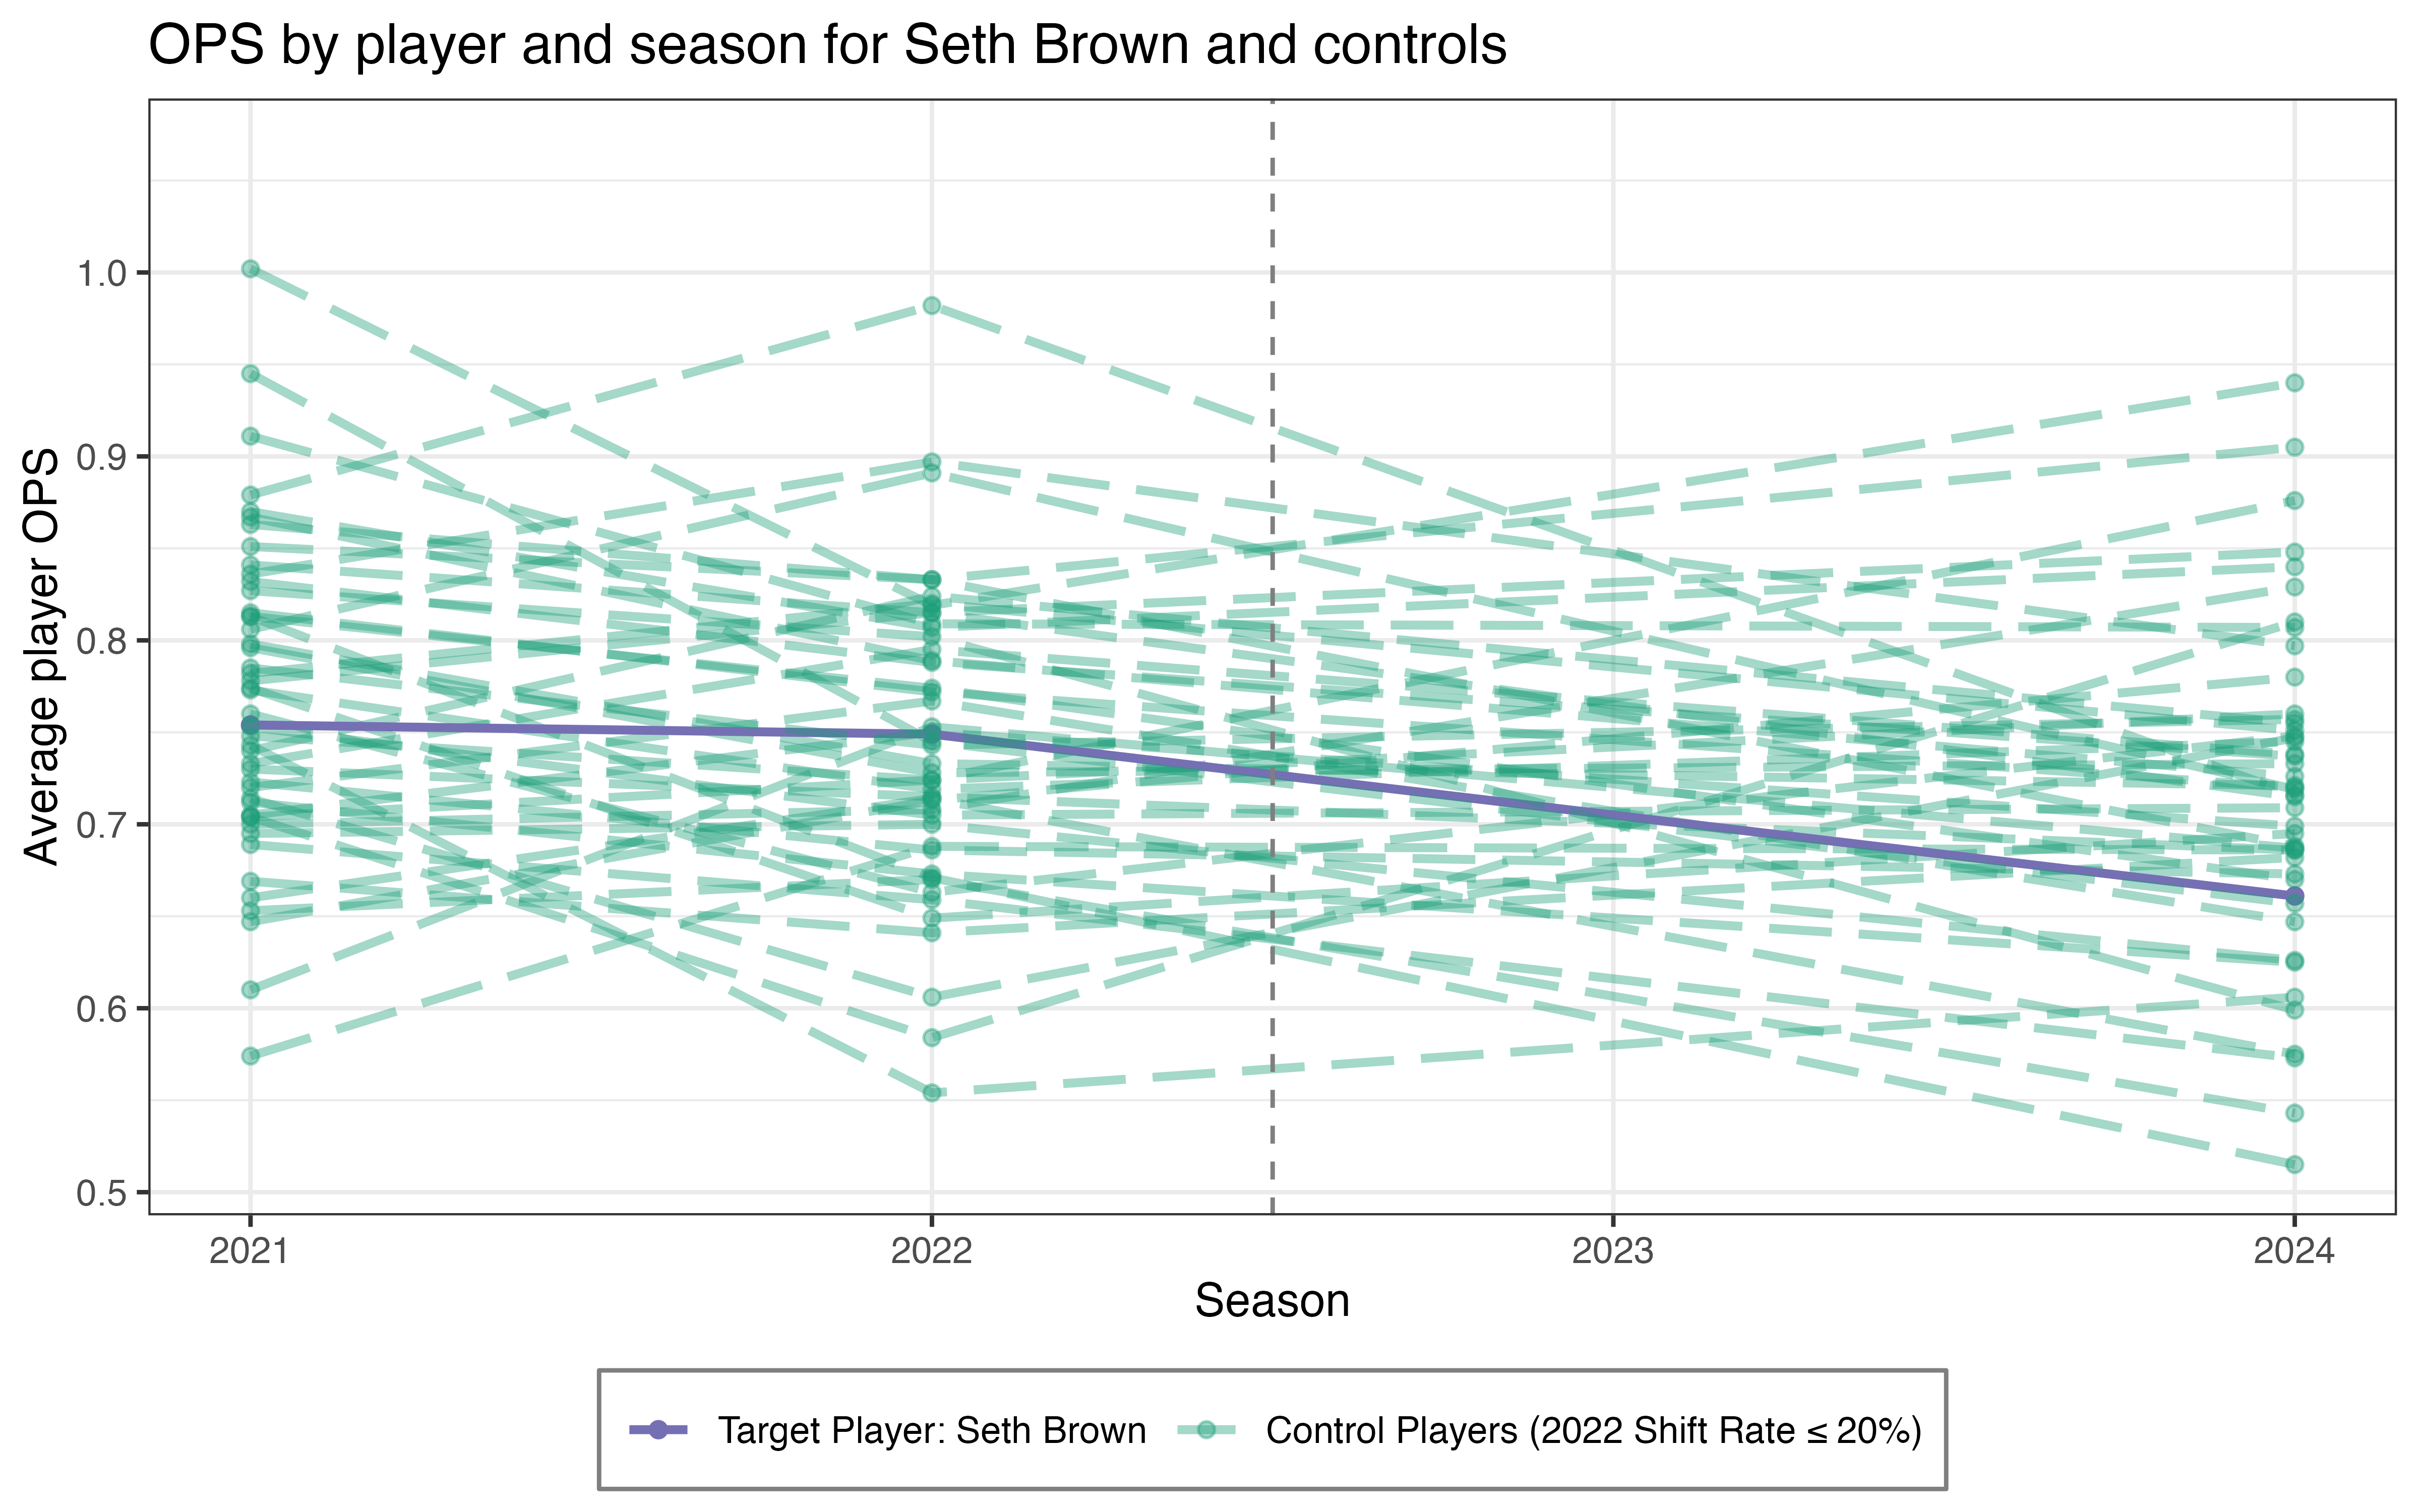 OPS by player and season for Seth Brown and controls
Average player OPS
1.0
0.9
0.8
0.7
0.6
0.5
2021 2022 2023 2024
Season
Target Player: Seth Brown Control Players (2022 Shift Rate ≤ 20%)